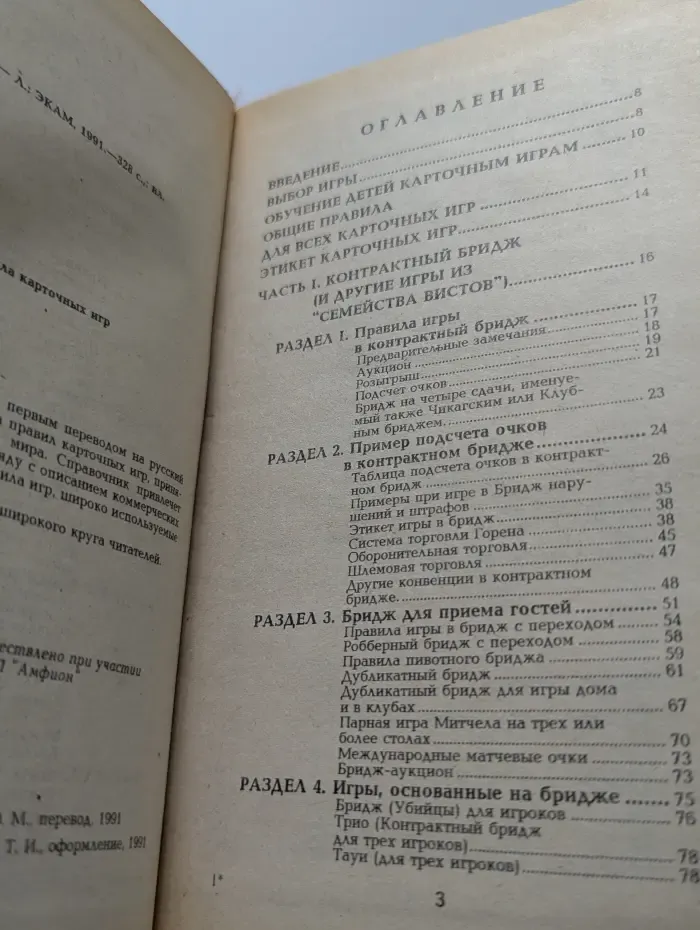 — Л.: ЭКАМ, 1991.—328 с., ил.
ла карточных игр
первым переводом на русский
правил карточных игр, приня-
мира. Справочник привлечет
яду с описанием коммерческих
вила игр, широко используемые
широкого круга читателей.
ществлено при участии
"Амфион
М., перевод, 1991
Т. И., оформление, 1991
ОГЛАВЛЕНИЕ
ВВЕДЕНИЕ 8
ВЫБОР ИГРЫ 8
ОБУЧЕНИЕ ДЕТЕЙ КАРТОЧНЫМ ИГРАМ 10
ОБЩИЕ ПРАВИЛА
ДЛЯ ВСЕХ КАРТОЧНЫХ ИГР 11
ЭТИКЕТ КАРТОЧНЫХ ИГР 14
ЧАСТЬ I. КОНТРАКТНЫЙ БРИДЖ
(И ДРУГИЕ ИГРЫ ИЗ
"СЕМЕЙСТВА ВИСТОВ") 16
РАЗДЕЛ 1. Правила игры
в контрактный бридж 17
Предварительные замечания 17
Аукцион 18
Розыгрыш 19
Подсчет очков 21
Бридж на четыре сдачи, именуе-
мый также Чикагским или Клуб-
ным бриджем. 23
РАЗДЕЛ 2. Пример подсчета очков
в контрактном бридже 24
Таблица подсчета очков в контракт-
ном бридж 26
Примеры при игре в Бридж нару-
шений и штрафов 35
Этикет игры в бридж 38
Система торговли Горена 38
Оборонительная торговля 45
Шлемовая торговля 47
Другие конвенции в контрактном
бридже. 48
РАЗДЕЛ 3. Бридж для приема гостей 51
Правила игры в бридж с переходом 54
Робберный бридж с переходом 58
Правила пивотного бриджа 59
Дубликатный бридж 61
Дубликатный бридж для игры дома
и в клубах 67
Парная игра Митчела на трех или
более столах 70
Международные матчевые очки 73
Бридж-аукцион 73
РАЗДЕЛ 4. Игры, основанные на бридже 75
Бридж (Убийцы) для игроков 76
Трио (Контрактный бридж
для трех игроков) 78
Тауи (для трех игроков) 78
1*
3